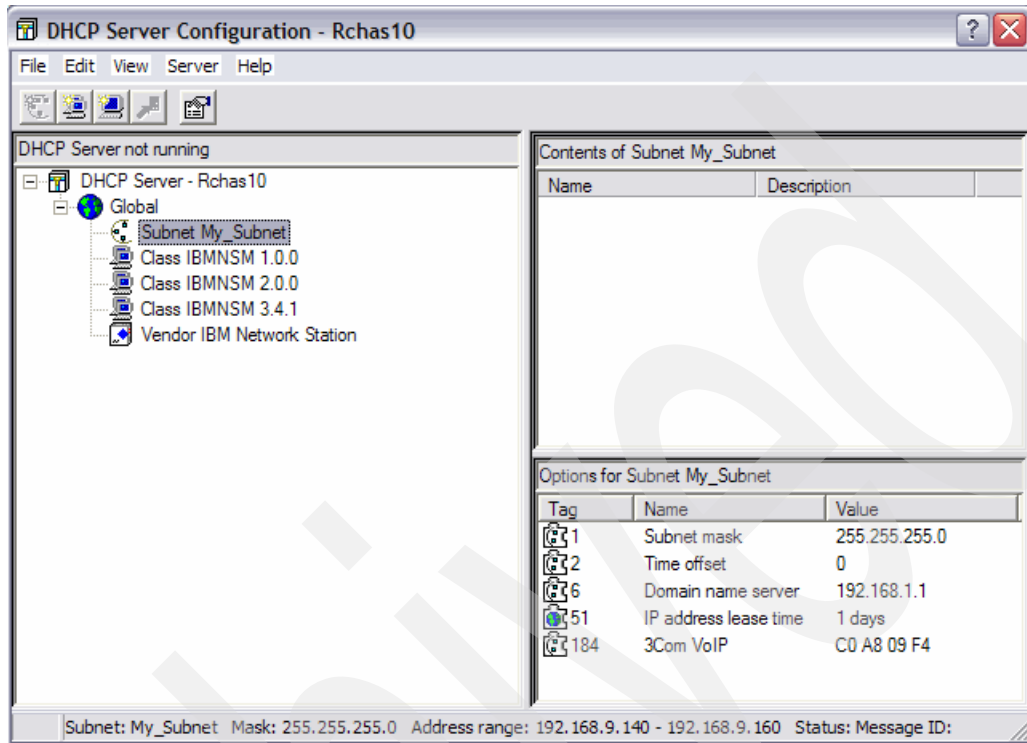 DHCP Server Configuration - Rchas10
File Edit View Server Help
DHCP Server not running
DHCP Server - Rchas10
Global
Subnet My_Subnet
Class IBMNSM 1.0.0
Class IBMNSM 2.0.0
Class IBMNSM 3.4.1
Vendor IBM Network Station
Contents of Subnet My_Subnet
Name Description
Options for Subnet My_Subnet
Tag Name Value
1 Subnet mask 255.255.255.0
2 Time offset 0
6 Domain name server 192.168.1.1
51 IP address lease time 1 days
184 3Com VoIP C0 A8 09 F4
Subnet: My_Subnet Mask: 255.255.255.0 Address range: 192.168.9.140 - 192.168.9.160 Status: Message ID: